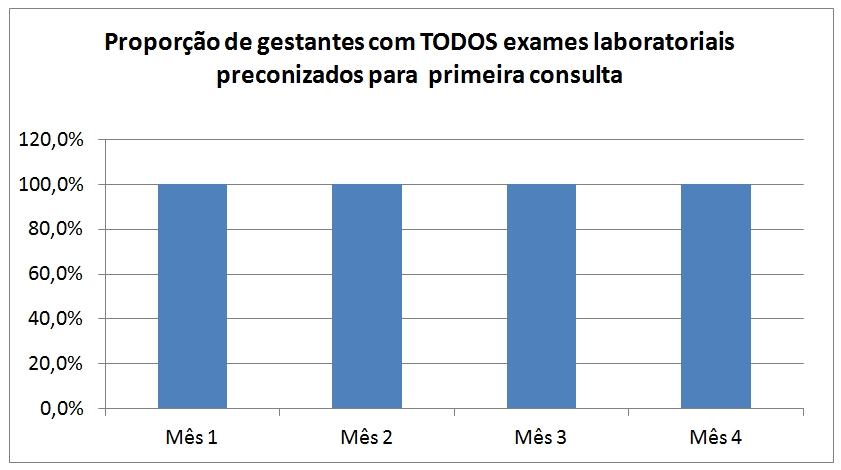 Proporção de gestantes com TODOS exames laboratoriais
preconizados para primeira consulta
120,0%
100,0%
80,0%
60,0%
40,0%
20,0%
0,0%
Mês 1 Mês 2 Mês 3 Mês 4